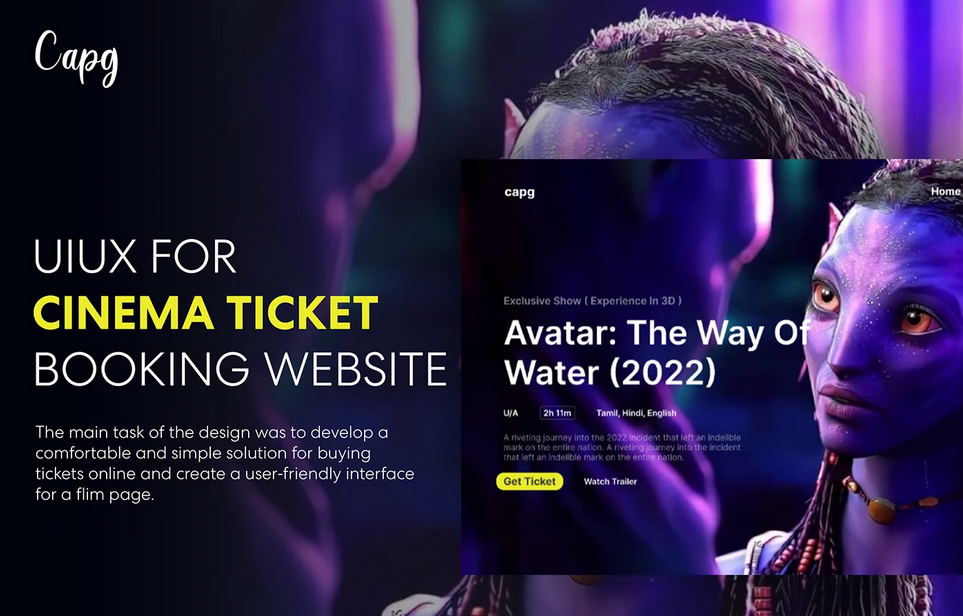 Capg
UIUX FOR
CINEMA TICKET
BOOKING WEBSITE
The main task of the design was to develop a
comfortable and simple solution for buying
tickets online and create a user-friendly interface
for a flim page.
capg
Home
Exclusive Show ( Experience In 3D )
Avatar: The Way Of
Water (2022)
U/A 2h 11m Tamil, Hindi, English
A riveting journey into the 2022 incident that left an indelible
mark on the entire nation. A riveting journey into the incident
that left an indelible mark on the entire nation.
Get Ticket Watch Trailer